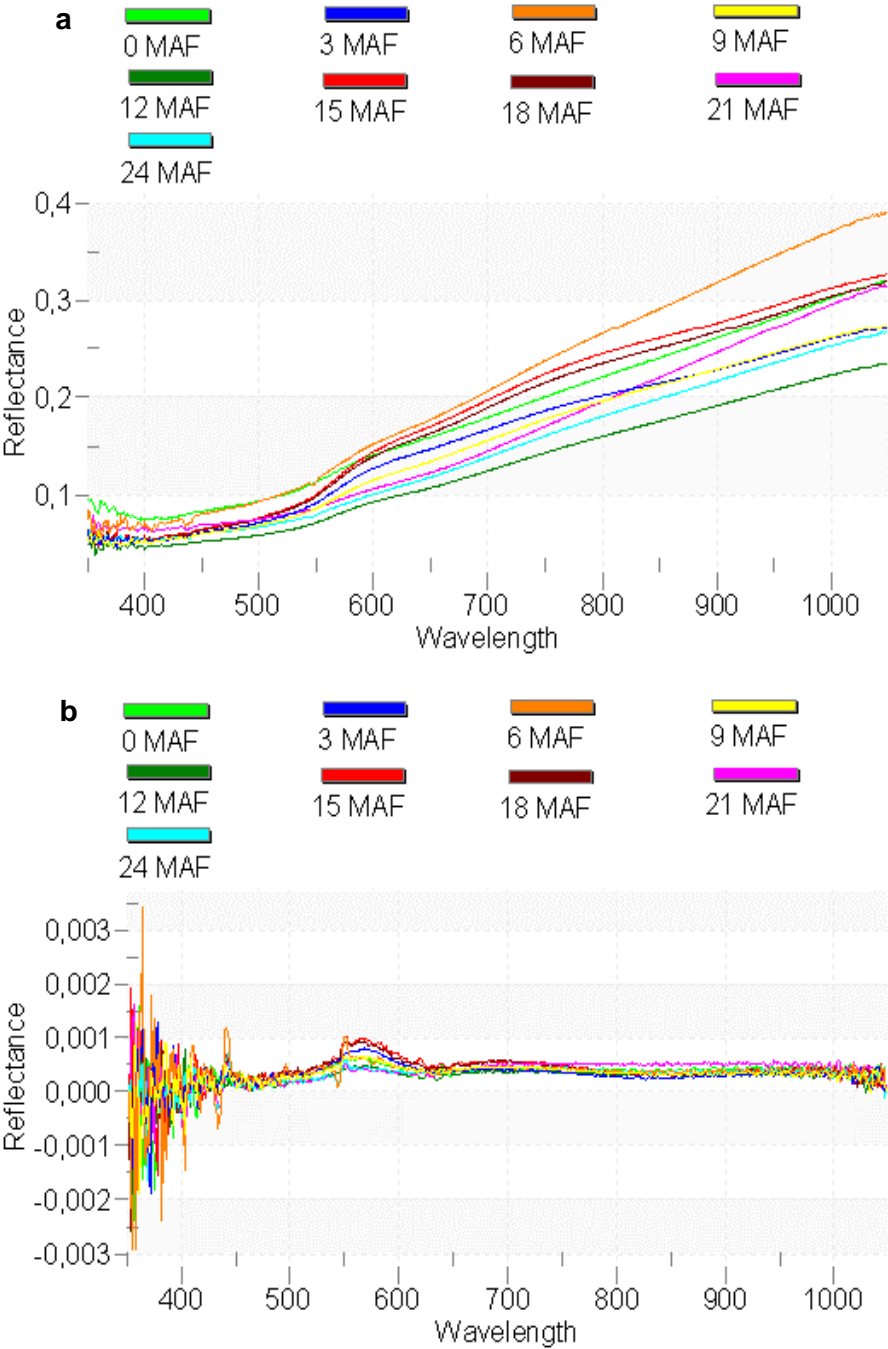 a
0 MAF 3 MAF 6 MAF 9 MAF
12 MAF 15 MAF 18 MAF 21 MAF
24 MAF
0,4
0,3
0,2
0,1
Reflectance
400 500 600 700 800 900 1000
Wavelength
b
0 MAF 3 MAF 6 MAF 9 MAF
12 MAF 15 MAF 18 MAF 21 MAF
24 MAF
0,003
0,002
0,001
0,000
-0,001
-0,002
-0,003
Reflectance
400 500 600 700 800 900 1000
Wavelength